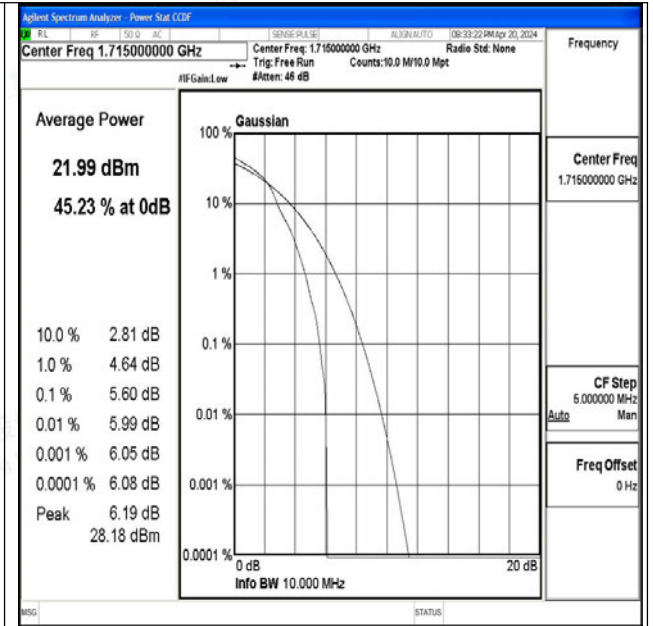 Agilent Spectrum Analyzer - Power Stat CCDF
RL RF 50 Ω AC SENSE:PULSE ALIGN AUTO 08:33:22 PM Apr 20, 2024
Center Freq 1.715000000 GHz
Center Freq: 1.715000000 GHz Radio Std: None
Trig: Free Run Counts:10.0 M/10.0 Mpt
#IFGain:Low #Atten: 46 dB
Frequency
Average Power
21.99 dBm
45.23 % at 0dB
10.0 % 2.81 dB
1.0 % 4.64 dB
0.1 % 5.60 dB
0.01 % 5.99 dB
0.001 % 6.05 dB
0.0001 % 6.08 dB
Peak 6.19 dB
28.18 dBm
Gaussian
100 %
10 %
1 %
0.1 %
0.01 %
0.001 %
0.0001 %
0 dB 20 dB
Info BW 10.000 MHz
Center Freq
1.715000000 GHz
CF Step
5.000000 MHz
Auto Man
Freq Offset
0 Hz
MSG STATUS